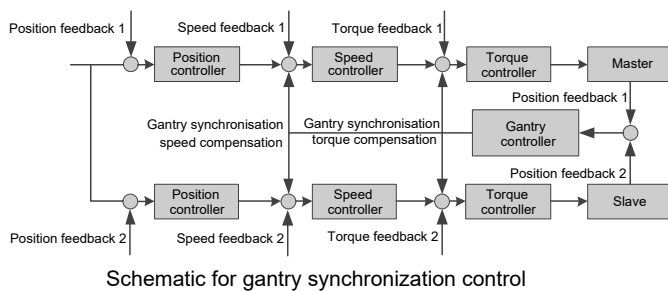 Position feedback 1
Speed feedback 1
Torque feedback 1
Position
controller
Speed
controller
Torque
controller
Master
Position feedback 1
Gantry synchronisation
speed compensation
Gantry synchronisation
torque compensation
Gantry
controller
Position feedback 2
Position
controller
Speed
controller
Torque
controller
Slave
Position feedback 2
Speed feedback 2
Torque feedback 2
Schematic for gantry synchronization control